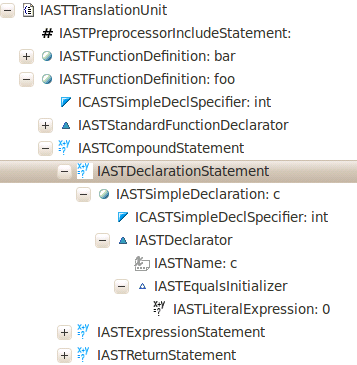 IASTTranslationUnit
# IASTPreprocessorIncludeStatement:
IASTFunctionDefinition: bar
IASTFunctionDefinition: foo
ICASTSimpleDeclSpecifier: int
IASTStandardFunctionDeclarator
IASTCompoundStatement
IASTDeclarationStatement
IASTSimpleDeclaration: c
ICASTSimpleDeclSpecifier: int
IASTDeclarator
IASTName: c
IASTEqualsInitializer
IASTLiteralExpression: 0
IASTExpressionStatement
IASTReturnStatement